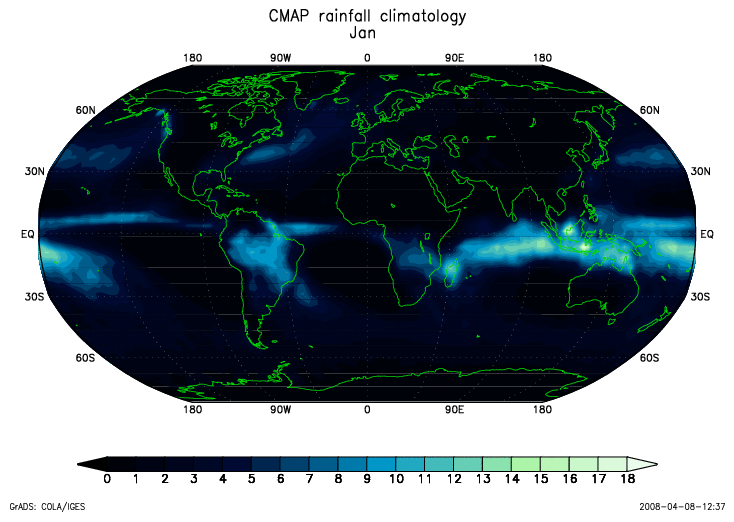 CMAP rainfall climatology
Jan
180 90W 0 90E 180
60N 60N
30N 30N
EQ EQ
30S 30S
60S 60S
180 90W 0 90E 180
0 1 2 3 4 5 6 7 8 9 10 11 12 13 14 15 16 17 18
GrADS: COLA/IGES 2008-04-08-12:37